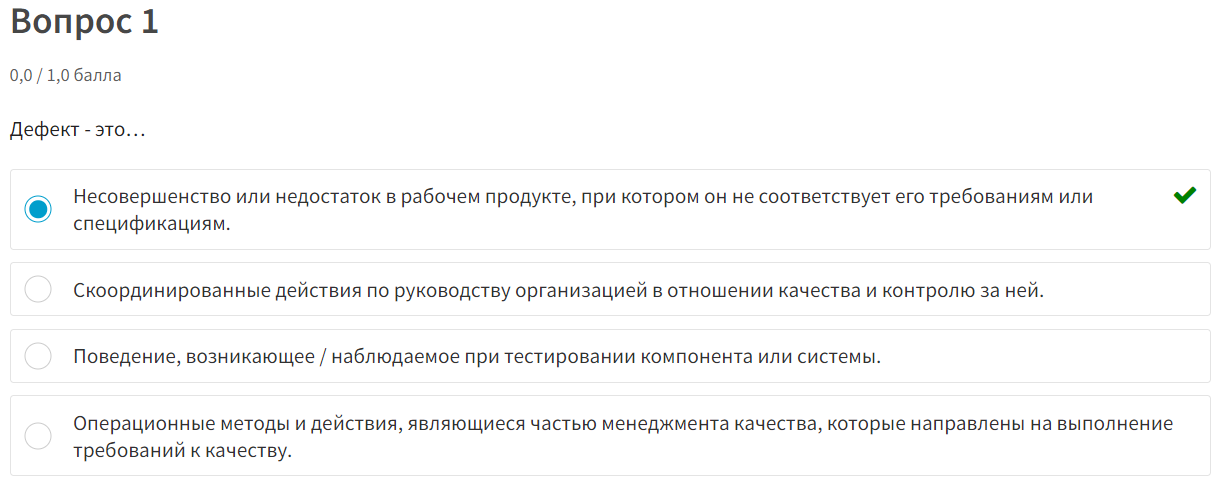 Вопрос 1
0,0 / 1,0 балла
Дефект - это…
Несовершенство или недостаток в рабочем продукте, при котором он не соответствует его требованиям или
спецификациям.
Скоординированные действия по руководству организацией в отношении качества и контролю за ней.
Поведение, возникающее / наблюдаемое при тестировании компонента или системы.
Операционные методы и действия, являющиеся частью менеджмента качества, которые направлены на выполнение
требований к качеству.